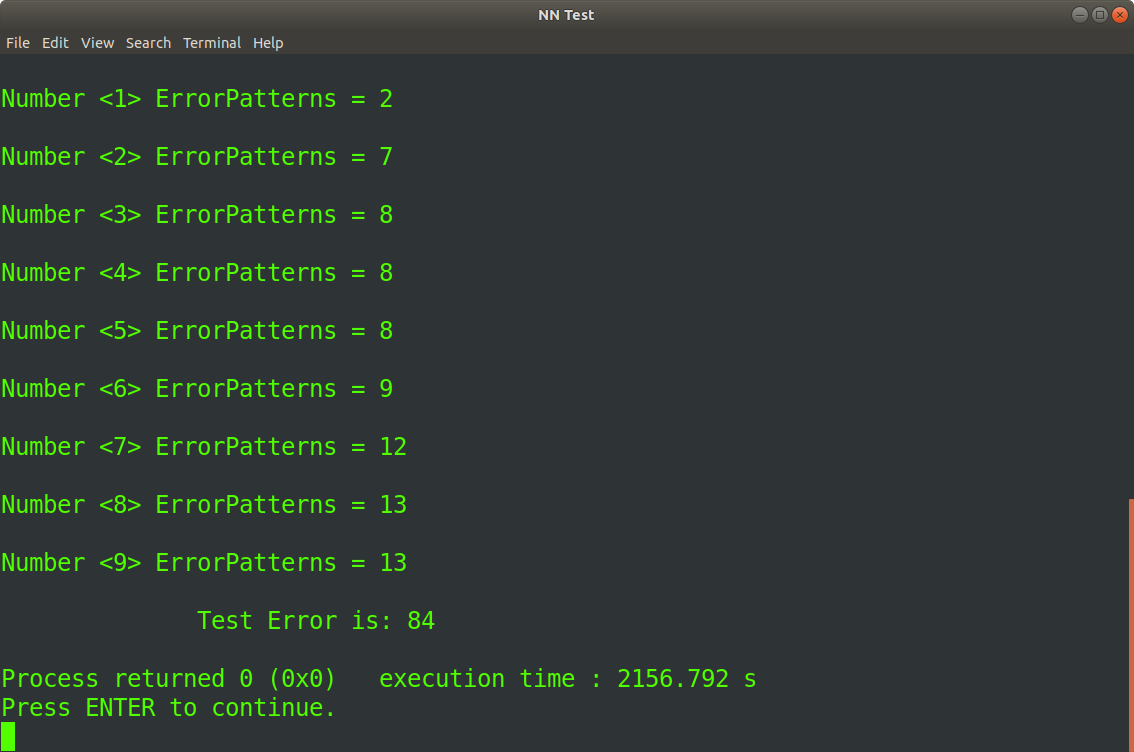 NN Test
File Edit View Search Terminal Help
Number <1> ErrorPatterns = 2
Number <2> ErrorPatterns = 7
Number <3> ErrorPatterns = 8
Number <4> ErrorPatterns = 8
Number <5> ErrorPatterns = 8
Number <6> ErrorPatterns = 9
Number <7> ErrorPatterns = 12
Number <8> ErrorPatterns = 13
Number <9> ErrorPatterns = 13
Test Error is: 84
Process returned 0 (0x0)   execution time : 2156.792 s
Press ENTER to continue.